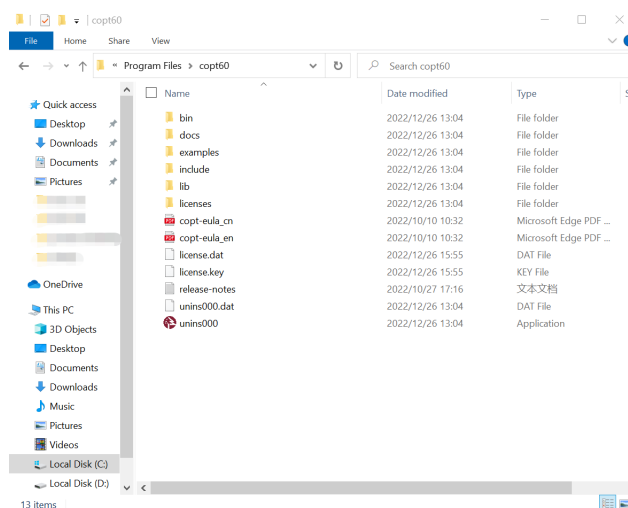 copt60
File Home Share View
« Program Files › copt60 Search copt60
Name Date modified Type
Quick access
Desktop
Downloads
Documents
Pictures
OneDrive
This PC
3D Objects
Desktop
Documents
Downloads
Music
Pictures
Videos
Local Disk (C:)
Local Disk (D:)
bin 2022/12/26 13:04 File folder
docs 2022/12/26 13:04 File folder
examples 2022/12/26 13:04 File folder
include 2022/12/26 13:04 File folder
lib 2022/12/26 13:04 File folder
licenses 2022/12/26 13:04 File folder
copt-eula_cn 2022/10/10 10:32 Microsoft Edge PDF ...
copt-eula_en 2022/10/10 10:32 Microsoft Edge PDF ...
license.dat 2022/12/26 15:55 DAT File
license.key 2022/12/26 15:55 KEY File
release-notes 2022/10/27 17:16 文本文档
unins000.dat 2022/12/26 13:04 DAT File
unins000 2022/12/26 13:04 Application
13 items